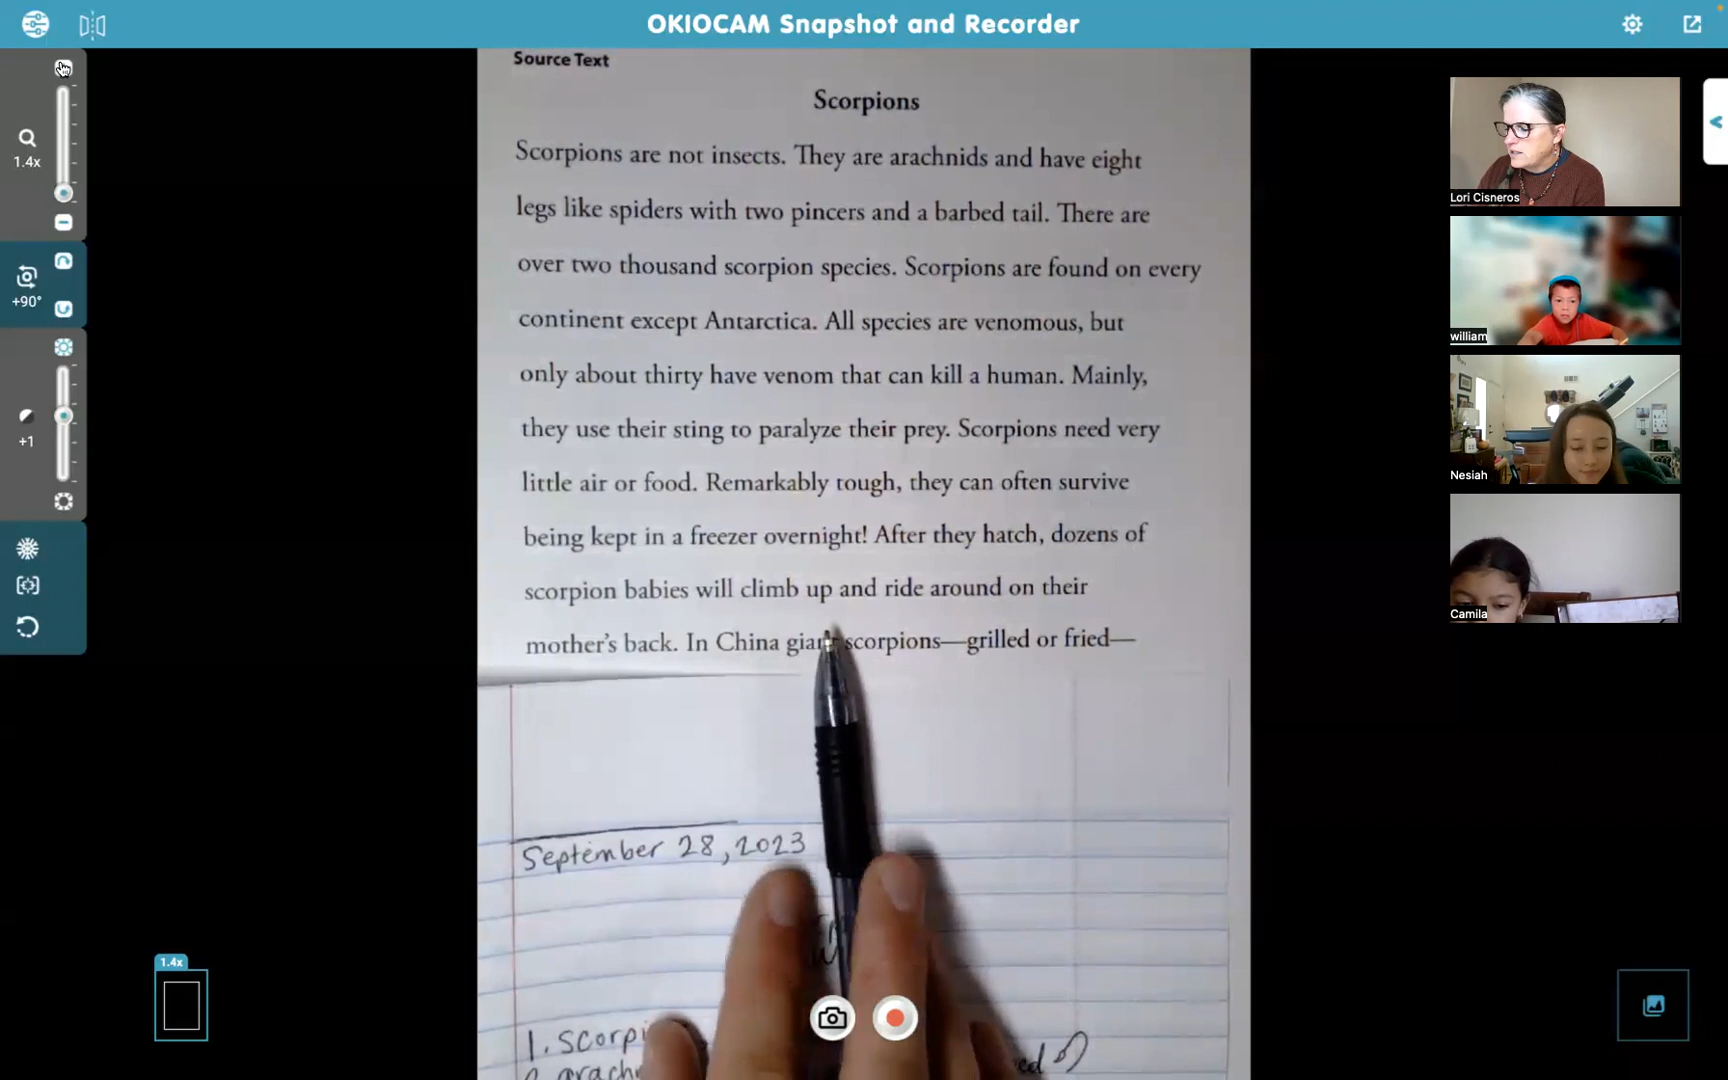 OKIOCAM Snapshot and Recorder
Source Text
Scorpions
Scorpions are not insects. They are arachnids and have eight
legs like spiders with two pincers and a barbed tail. There are
over two thousand scorpion species. Scorpions are found on every
continent except Antarctica. All species are venomous, but
only about thirty have venom that can kill a human. Mainly,
they use their sting to paralyze their prey. Scorpions need very
little air or food. Remarkably tough, they can often survive
being kept in a freezer overnight! After they hatch, dozens of
scorpion babies will climb up and ride around on their
mother's back. In China giant scorpions—grilled or fried—
September 28, 2023
1. scorpi
2. arach
1.4x
+90°
+1
1.4x
Lori Cisneros
william
Nesiah
Camila